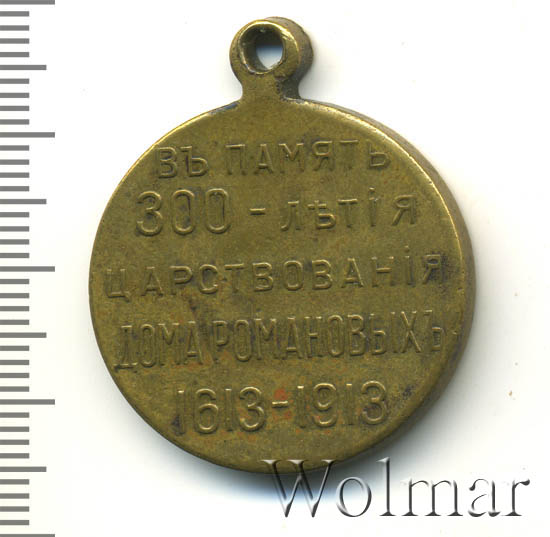 ВЪ ПАМЯТЬ
300-ЛѢТІЯ
ЦАРСТВОВАНІЯ
ДОМА РОМАНОВЫХЪ
1613-1913
Wolmar